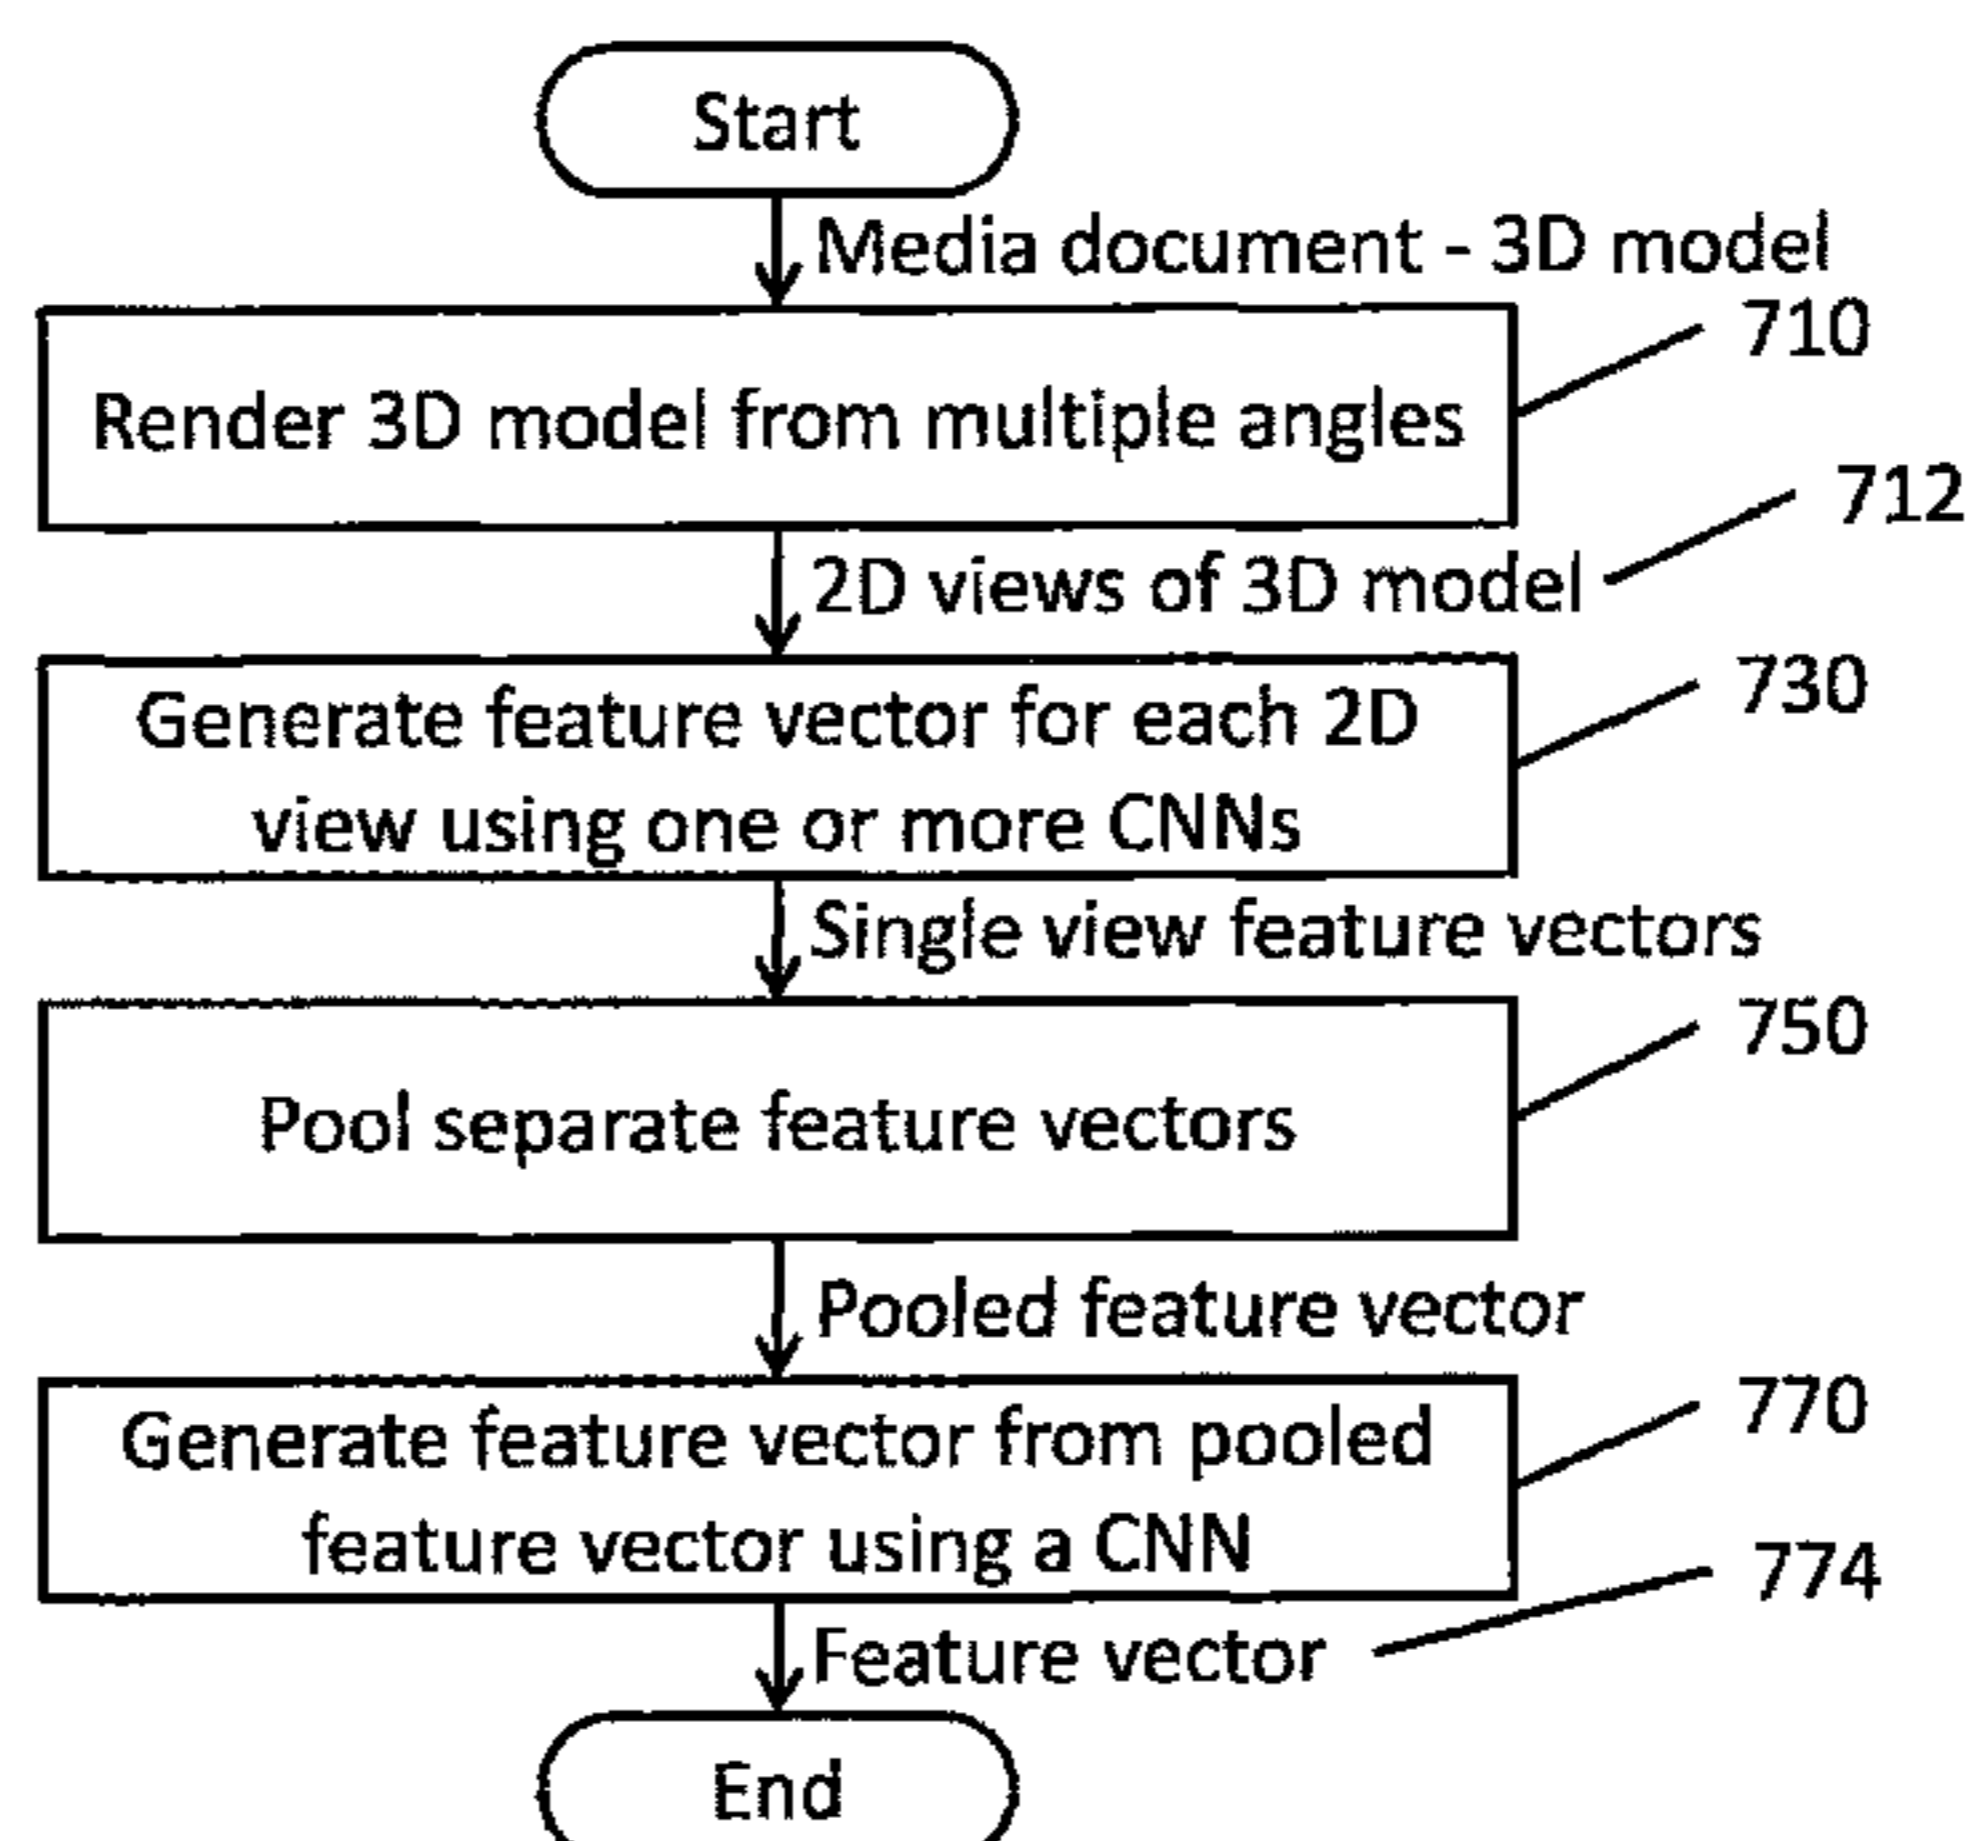 Start
Media document - 3D model
710
Render 3D model from multiple angles
712
2D views of 3D model
730
Generate feature vector for each 2D
view using one or more CNNs
Single view feature vectors
750
Pool separate feature vectors
Pooled feature vector
770
Generate feature vector from pooled
feature vector using a CNN
774
Feature vector
End